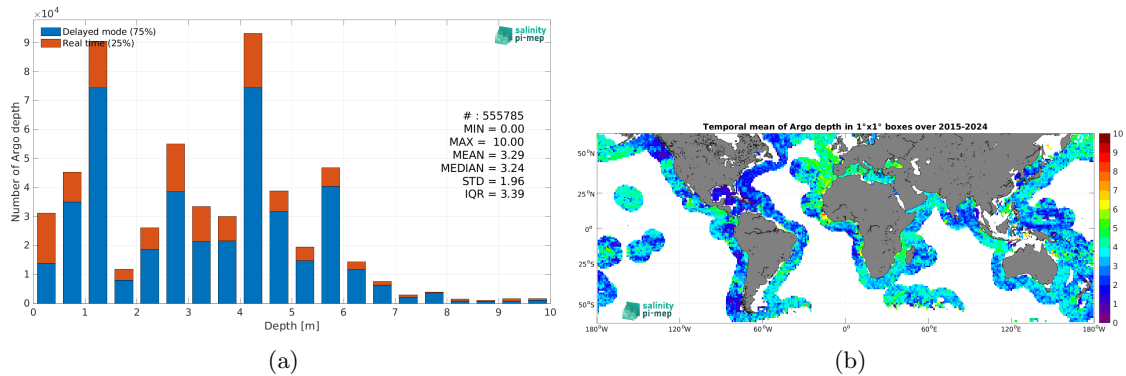 ×10⁴
Delayed mode (75%)
Real time (25%)
salinity
pi-mep
Number of Argo depth
9
8
7
6
5
4
3
2
1
0
# : 555785
MIN = 0.00
MAX = 10.00
MEAN = 3.29
MEDIAN = 3.24
STD = 1.96
IQR = 3.39
0 1 2 3 4 5 6 7 8 9 10
Depth [m]
(a)
Temporal mean of Argo depth in 1°x1° boxes over 2015-2024
50°N
25°N
0°
25°S
50°S
salinity
pi-mep
180°W 120°W 60°W 0° 60°E 120°E 180°W
10
9
8
7
6
5
4
3
2
1
0
(b)